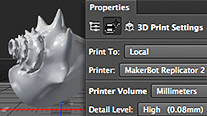 Properties
3D Print Settings
Print To: Local
Printer: MakerBot Replicator 2
Printer Volume Millimeters
Detail Level: High (0.08mm)